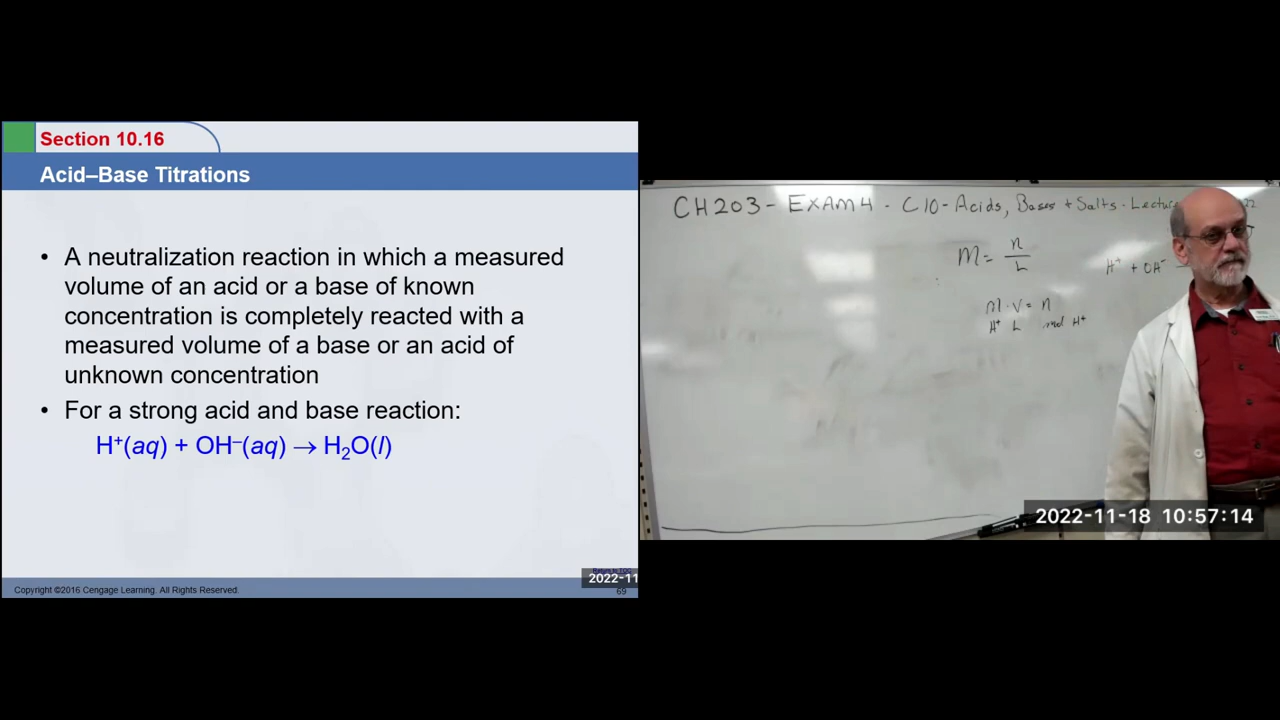 Section 10.16
Acid–Base Titrations
• A neutralization reaction in which a measured
volume of an acid or a base of known
concentration is completely reacted with a
measured volume of a base or an acid of
unknown concentration
• For a strong acid and base reaction:
H⁺(aq) + OH⁻(aq) → H₂O(l)
Copyright ©2016 Cengage Learning. All Rights Reserved.
2022-11
69
CH203 - EXAM 4 - C10 - Acids, Bases + Salts - Lecture
M = n
L
H⁺ + OH⁻
M · V = n
H⁺ L mol H⁺
2022-11-18 10:57:14